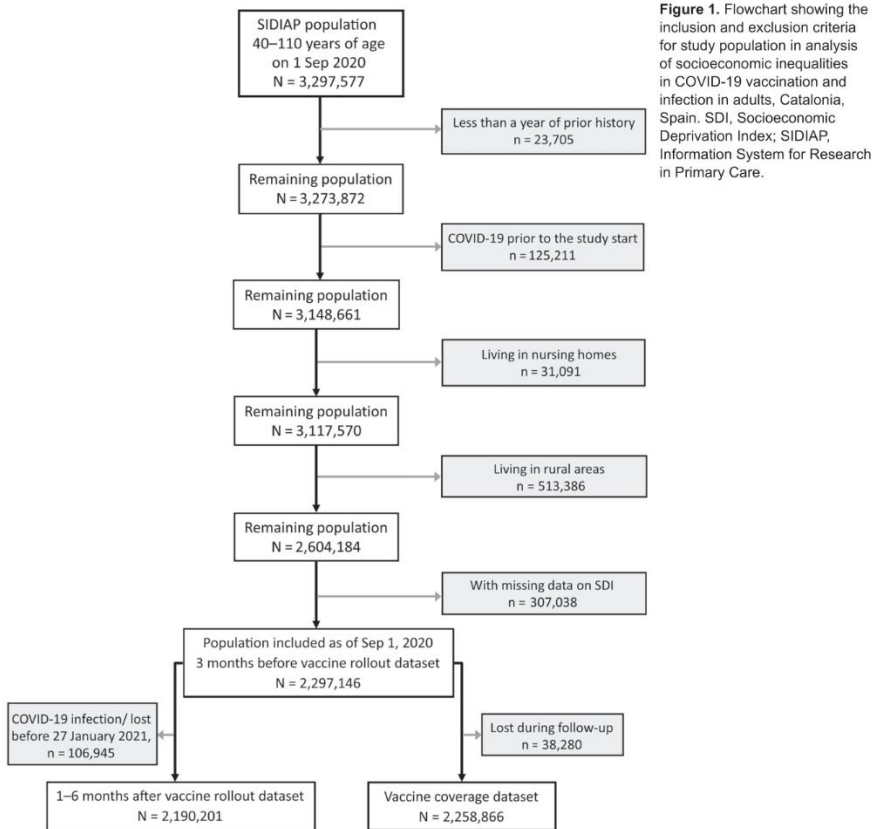 SIDIAP population
40–110 years of age
on 1 Sep 2020
N = 3,297,577
Less than a year of prior history
n = 23,705
Remaining population
N = 3,273,872
COVID-19 prior to the study start
n = 125,211
Remaining population
N = 3,148,661
Living in nursing homes
n = 31,091
Remaining population
N = 3,117,570
Living in rural areas
n = 513,386
Remaining population
N = 2,604,184
With missing data on SDI
n = 307,038
Population included as of Sep 1, 2020
3 months before vaccine rollout dataset
N = 2,297,146
COVID-19 infection/ lost
before 27 January 2021,
n = 106,945
Lost during follow-up
n = 38,280
1–6 months after vaccine rollout dataset
N = 2,190,201
Vaccine coverage dataset
N = 2,258,866
Figure 1. Flowchart showing the
inclusion and exclusion criteria
for study population in analysis
of socioeconomic inequalities
in COVID-19 vaccination and
infection in adults, Catalonia,
Spain. SDI, Socioeconomic
Deprivation Index; SIDIAP,
Information System for Research
in Primary Care.